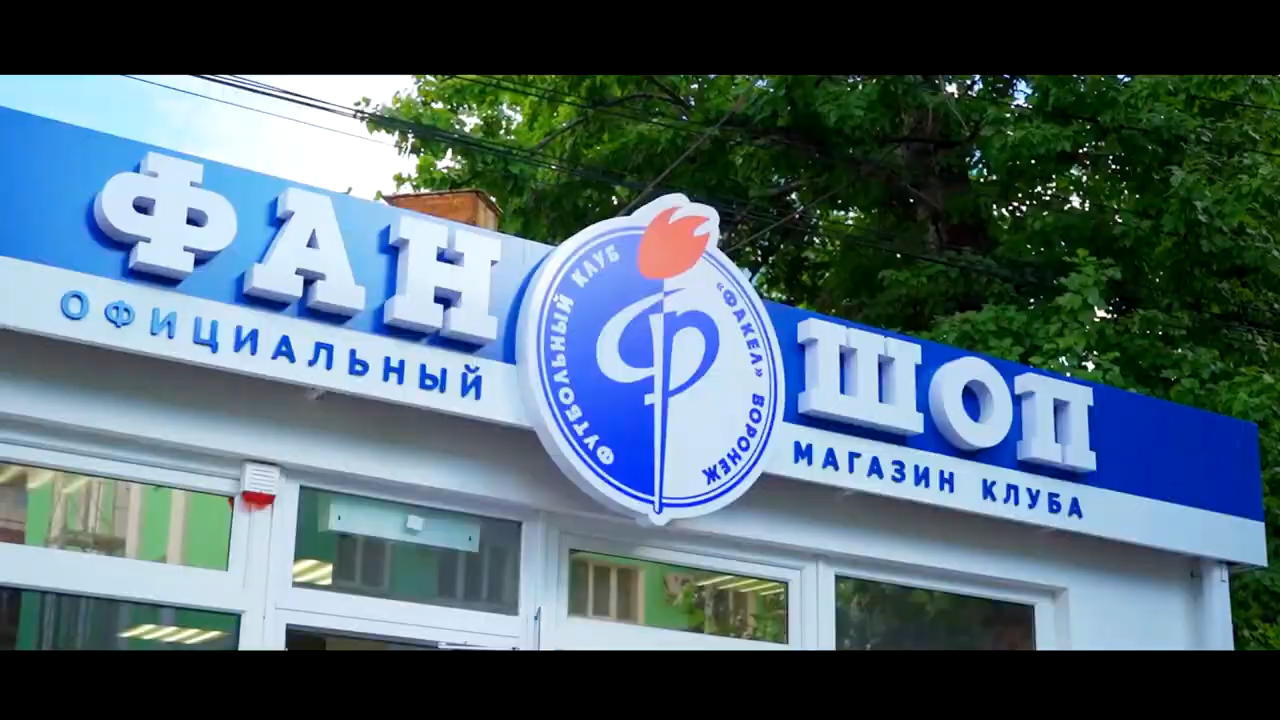 ФАН ШОП
ОФИЦИАЛЬНЫЙ МАГАЗИН КЛУБА
ФУТБОЛЬНЫЙ КЛУБ
«ФАКЕЛ» ВОРОНЕЖ
Ф